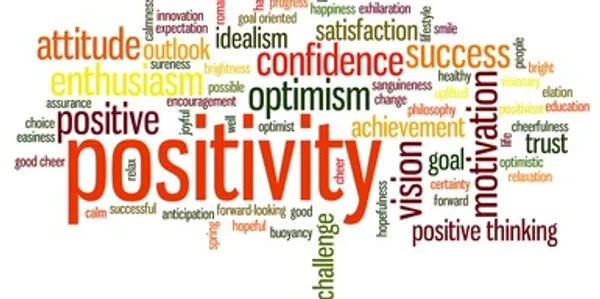 calmness
innovation
expectation
progress
goal oriented
happiness
exhilaration
lifestyle
smile
attitude
outlook
idealism
satisfaction
sureness
enthusiasm
brightness
confidence
success
people
bright
healthy
visionary
assurance
possible
encouragement
optimism
sanguineness
change
uplifted
elation
philosophy
positivism
education
choice
easiness
positive
joyful
well
optimist
achievement
motivation
life
cheerfulness
trust
good cheer
relax
positivity
cheer
vision
goal
optimistic
relaxation
certainty
forward
hopefulness
calm
successful
anticipation
forward-looking
good
spring
hopeful
buoyancy
challenge
positive thinking